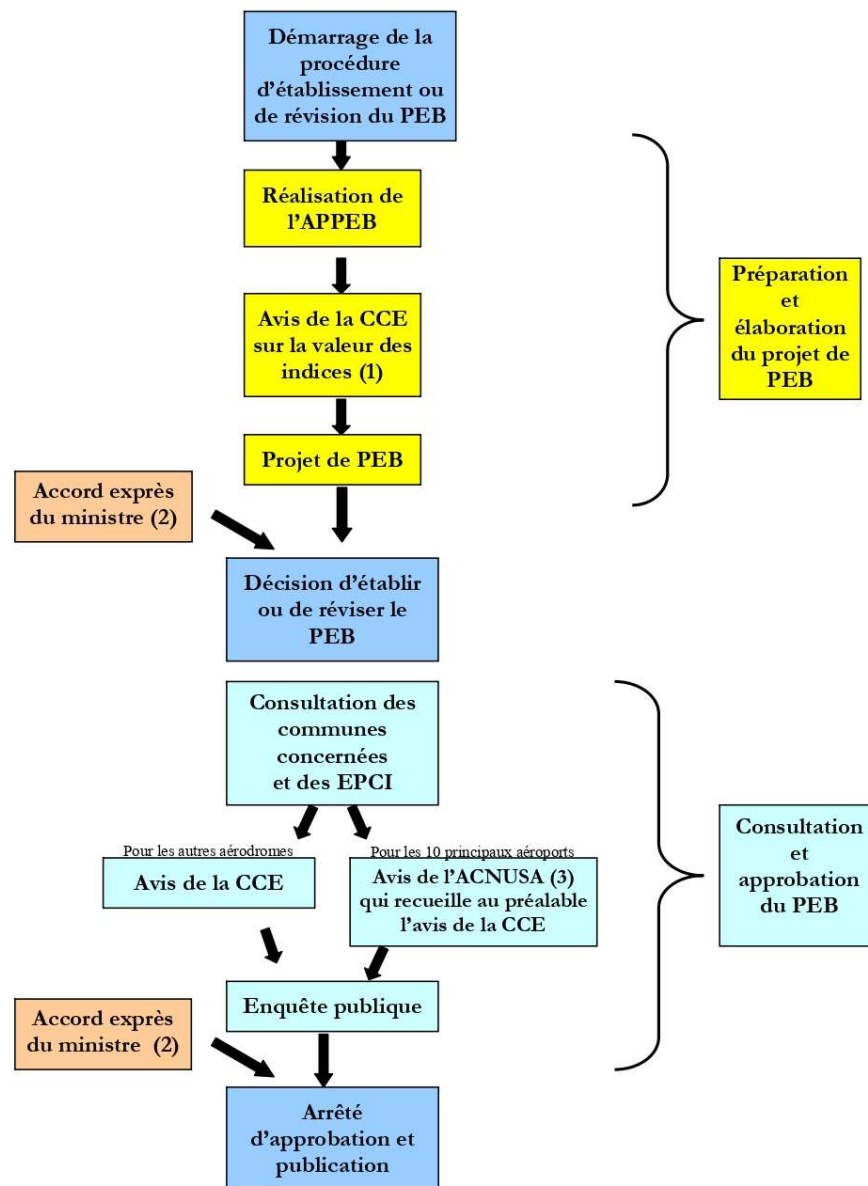 Démarrage de la
procédure
d'établissement ou
de révision du PEB
Réalisation de
l'APPEB
Avis de la CCE
sur la valeur des
indices (1)
Projet de PEB
Préparation
et
élaboration
du projet de
PEB
Accord exprès
du ministre (2)
Décision d'établir
ou de réviser le
PEB
Consultation des
communes
concernées
et des EPCI
Pour les autres aérodromes
Avis de la CCE
Pour les 10 principaux aéroports
Avis de l'ACNUSA (3)
qui recueille au préalable
l'avis de la CCE
Consultation
et
approbation
du PEB
Enquête publique
Accord exprès
du ministre (2)
Arrêté
d'approbation et
publication